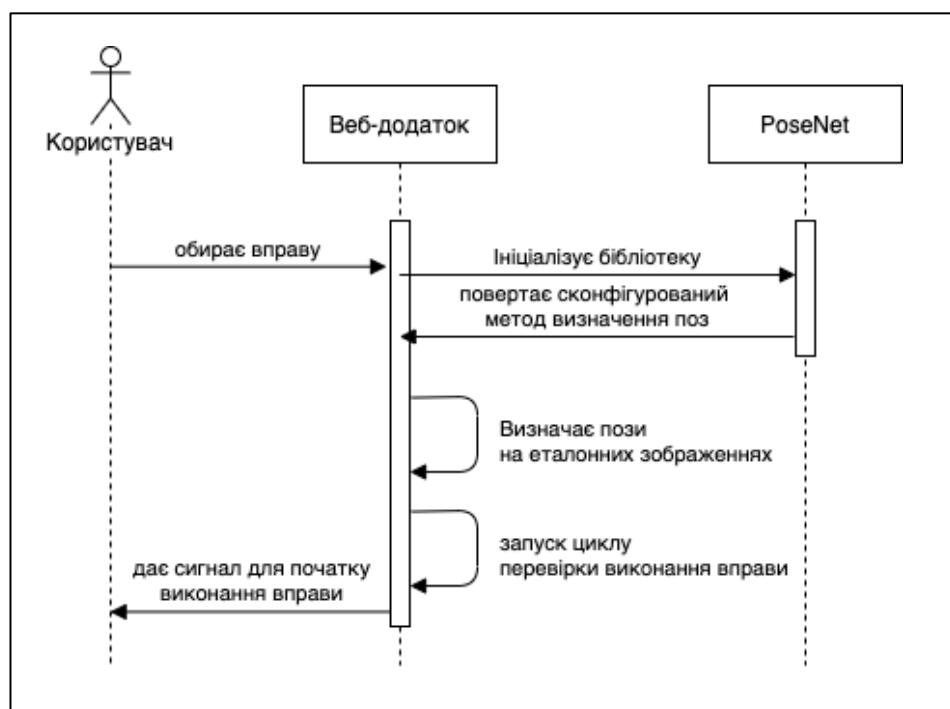 Користувач
Веб-додаток
PoseNet
обирає вправу
Ініціалізує бібліотеку
повертає сконфігурований
метод визначення поз
Визначає пози
на еталонних зображеннях
запуск циклу
перевірки виконання вправи
дає сигнал для початку
виконання вправи